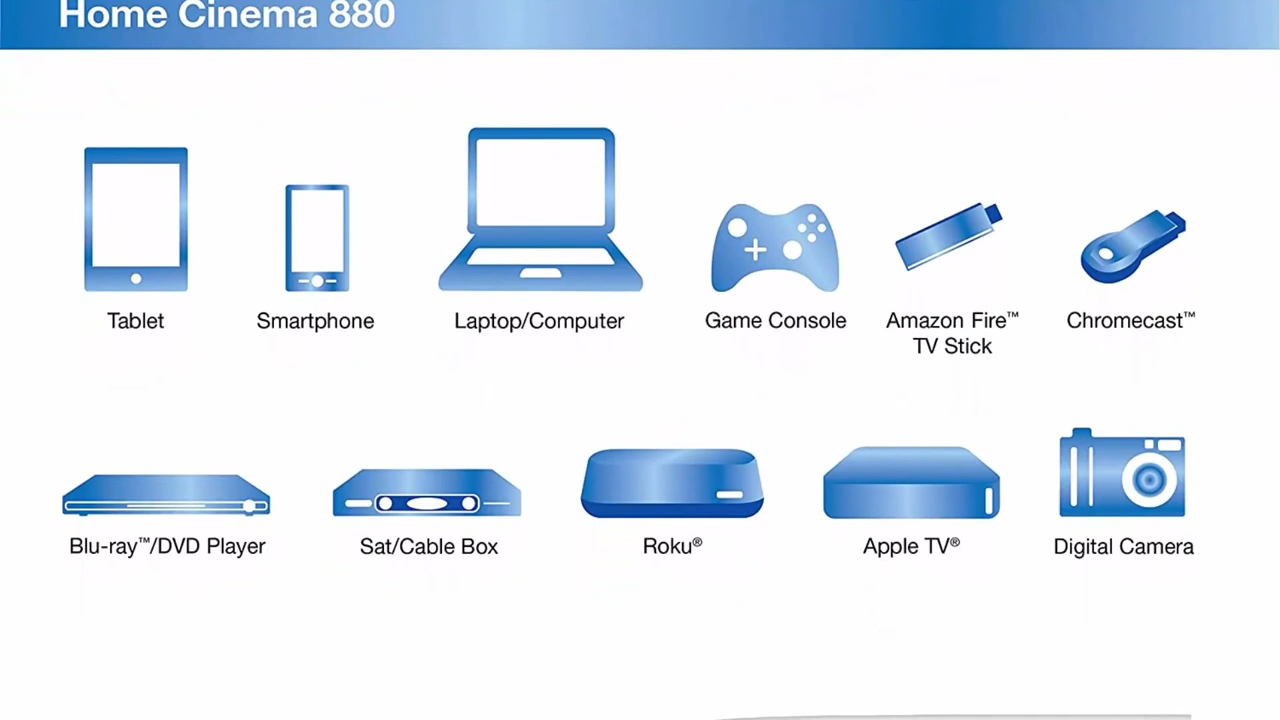 Home Cinema 880
Tablet
Smartphone
Laptop/Computer
Game Console
Amazon Fire™
TV Stick
Chromecast™
Blu-ray™/DVD Player
Sat/Cable Box
Roku®
Apple TV®
Digital Camera